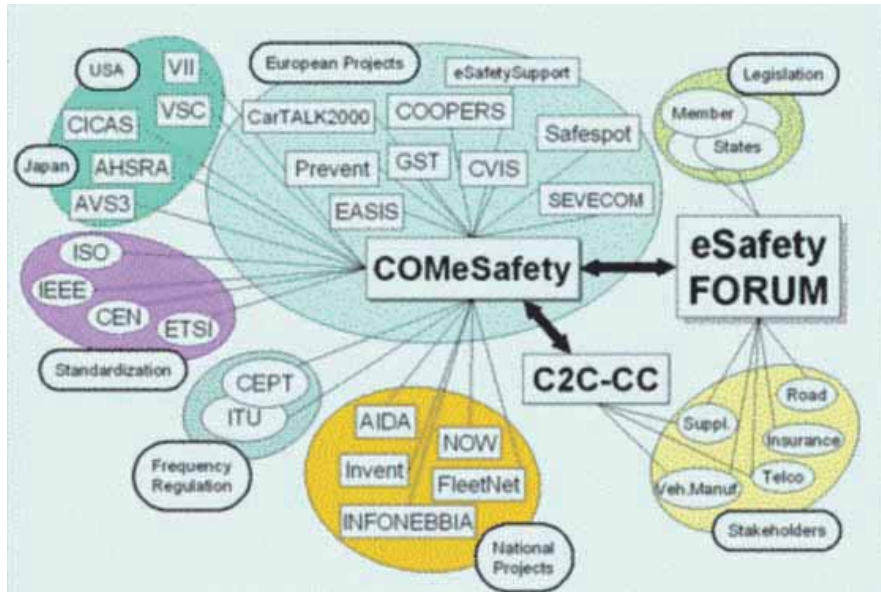 USA
VII
VSC
CICAS
Japan
AHSRA
AVS3
European Projects
eSafetySupport
CarTALK2000
COOPERS
Safespot
Prevent
GST
CVIS
EASIS
SEVECOM
COMeSafety
Legislation
Member
States
eSafety
FORUM
ISO
IEEE
CEN
ETSI
Standardization
C2C-CC
CEPT
ITU
Frequency
Regulation
AIDA
NOW
Invent
FleetNet
INFONEBBIA
National
Projects
Road
Suppl.
Insurance
Telco
Veh.Manuf.
Stakeholders